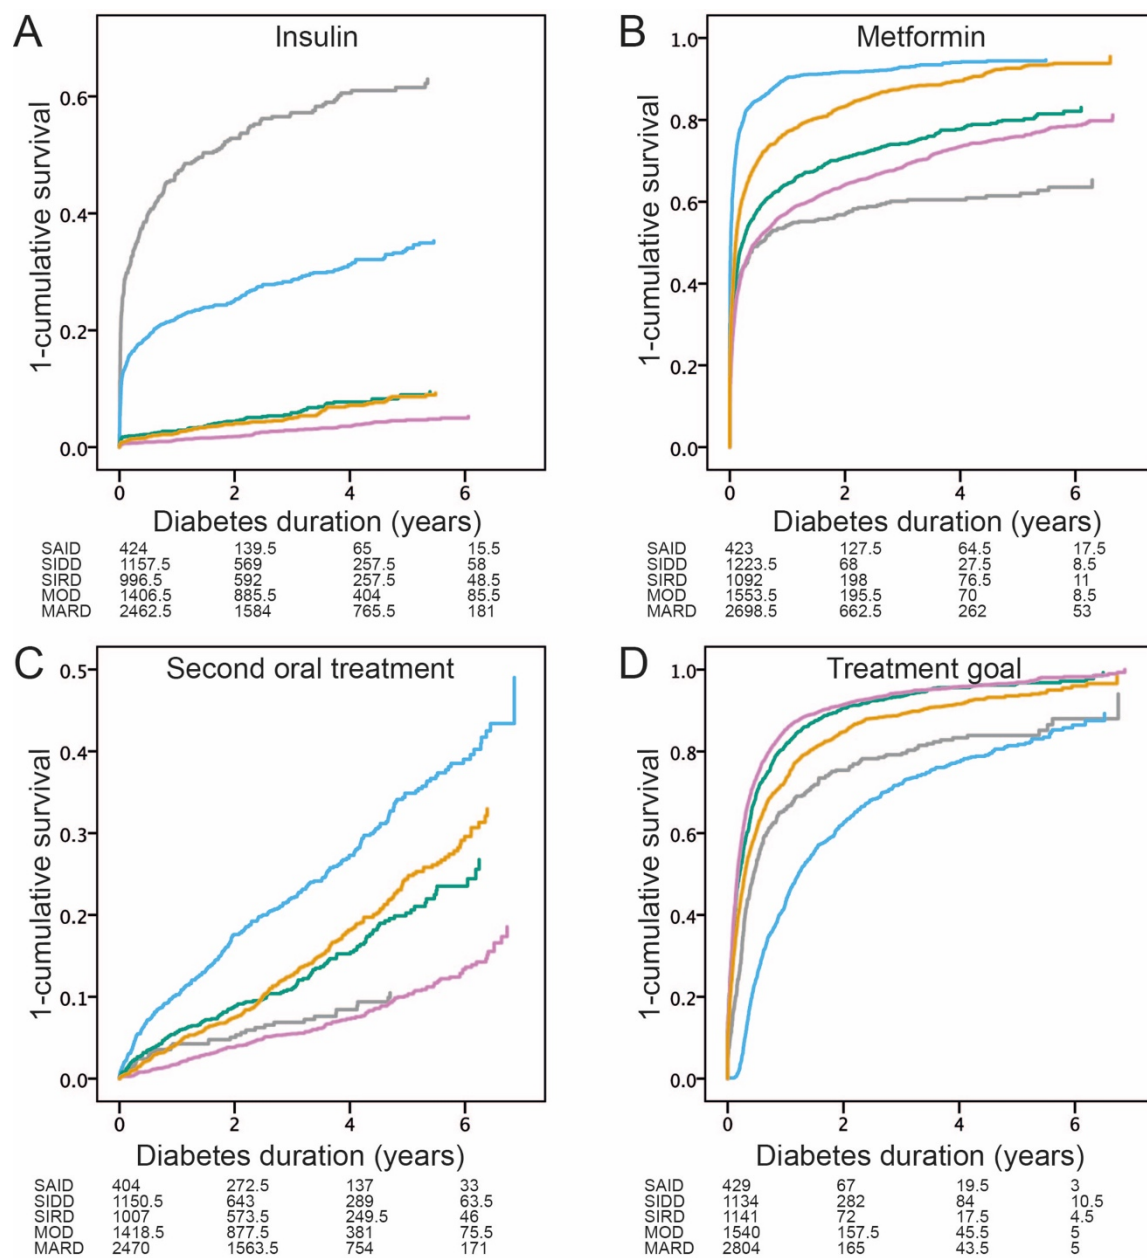 A
Insulin
1-cumulative survival
0.6
0.4
0.2
0.0
0 2 4 6
Diabetes duration (years)
SAID 424 139.5 65 15.5
SIDD 1157.5 569 257.5 58
SIRD 996.5 592 257.5 48.5
MOD 1406.5 885.5 404 85.5
MARD 2462.5 1584 765.5 181
B
Metformin
1-cumulative survival
1.0
0.8
0.6
0.4
0.2
0.0
0 2 4 6
Diabetes duration (years)
SAID 423 127.5 64.5 17.5
SIDD 1223.5 68 27.5 8.5
SIRD 1092 198 76.5 11
MOD 1553.5 195.5 70 8.5
MARD 2698.5 662.5 262 53
C
Second oral treatment
1-cumulative survival
0.5
0.4
0.3
0.2
0.1
0.0
0 2 4 6
Diabetes duration (years)
SAID 404 272.5 137 33
SIDD 1150.5 643 289 63.5
SIRD 1007 573.5 249.5 46
MOD 1418.5 877.5 381 75.5
MARD 2470 1563.5 754 171
D
Treatment goal
1-cumulative survival
1.0
0.8
0.6
0.4
0.2
0.0
0 2 4 6
Diabetes duration (years)
SAID 429 67 19.5 3
SIDD 1134 282 84 10.5
SIRD 1141 72 17.5 4.5
MOD 1540 157.5 45.5 5
MARD 2804 165 43.5 5